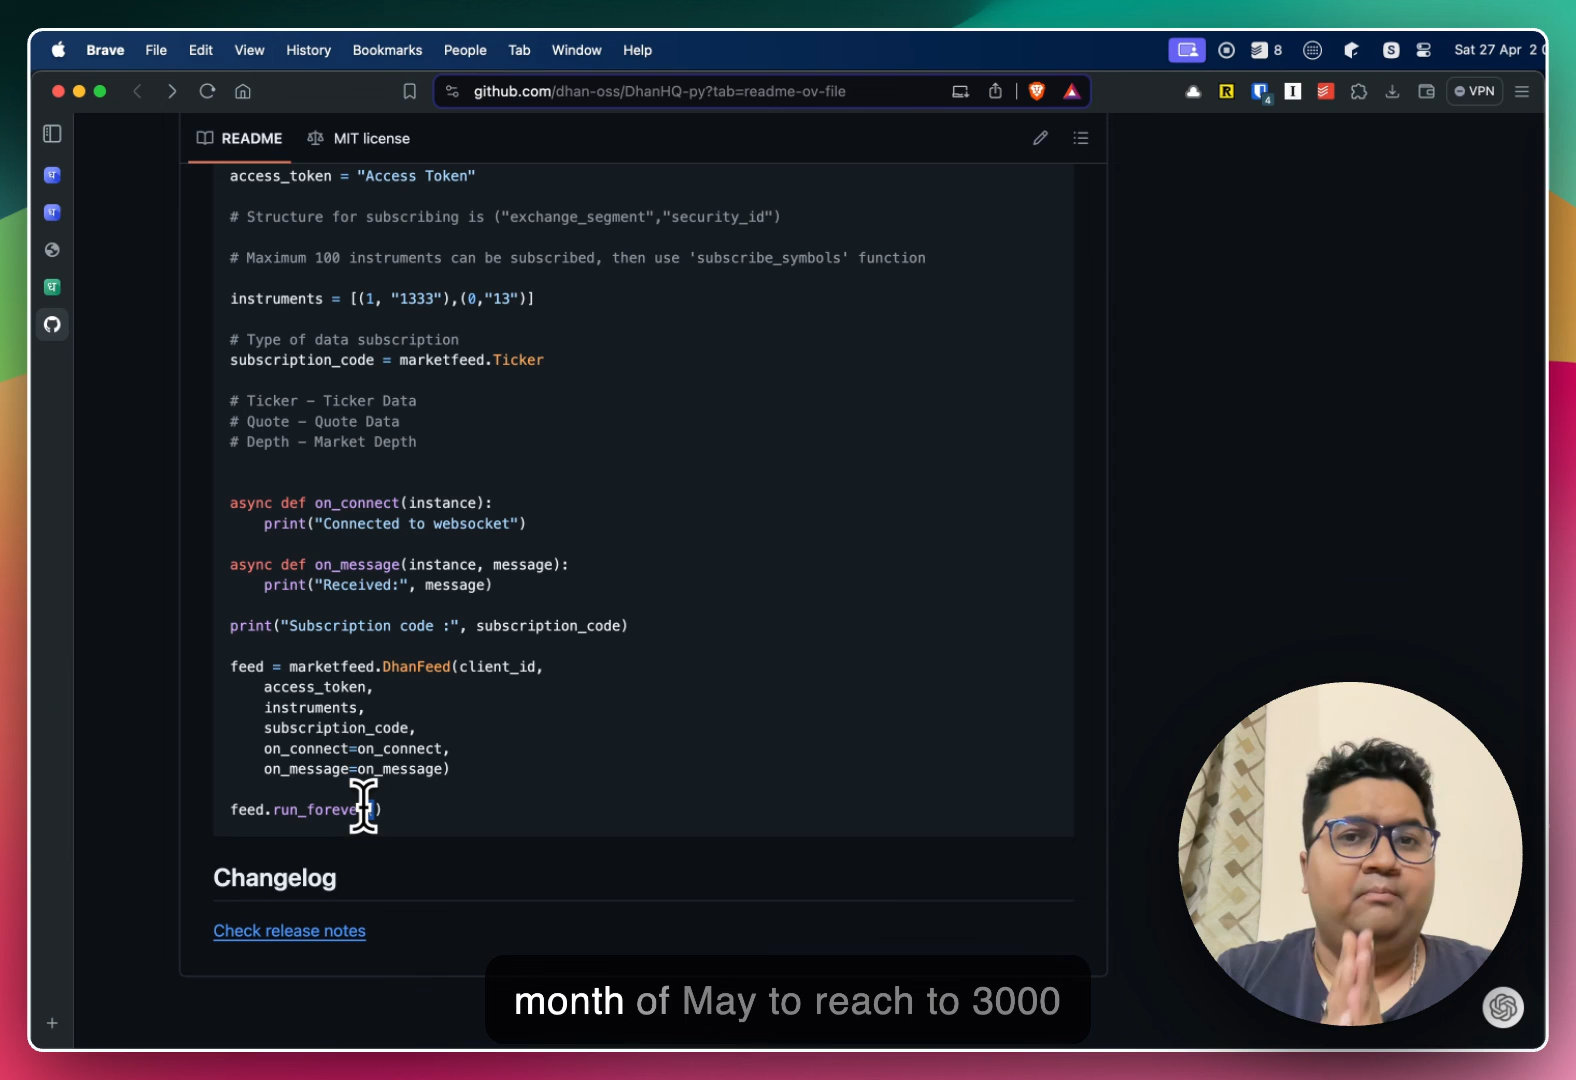 Brave File Edit View History Bookmarks People Tab Window Help 8 S Sat 27 Apr 2
github.com/dhan-oss/DhanHQ-py?tab=readme-ov-file R 4 I VPN
README MIT license
access_token = "Access Token"
# Structure for subscribing is ("exchange_segment","security_id")
# Maximum 100 instruments can be subscribed, then use 'subscribe_symbols' function
instruments = [(1, "1333"),(0,"13")]
# Type of data subscription
subscription_code = marketfeed.Ticker
# Ticker – Ticker Data
# Quote – Quote Data
# Depth – Market Depth
async def on_connect(instance):
print("Connected to websocket")
async def on_message(instance, message):
print("Received:", message)
print("Subscription code :", subscription_code)
feed = marketfeed.DhanFeed(client_id,
access_token,
instruments,
subscription_code,
on_connect=on_connect,
on_message=on_message)
feed.run_foreve )
Changelog
Check release notes
month of May to reach to 3000